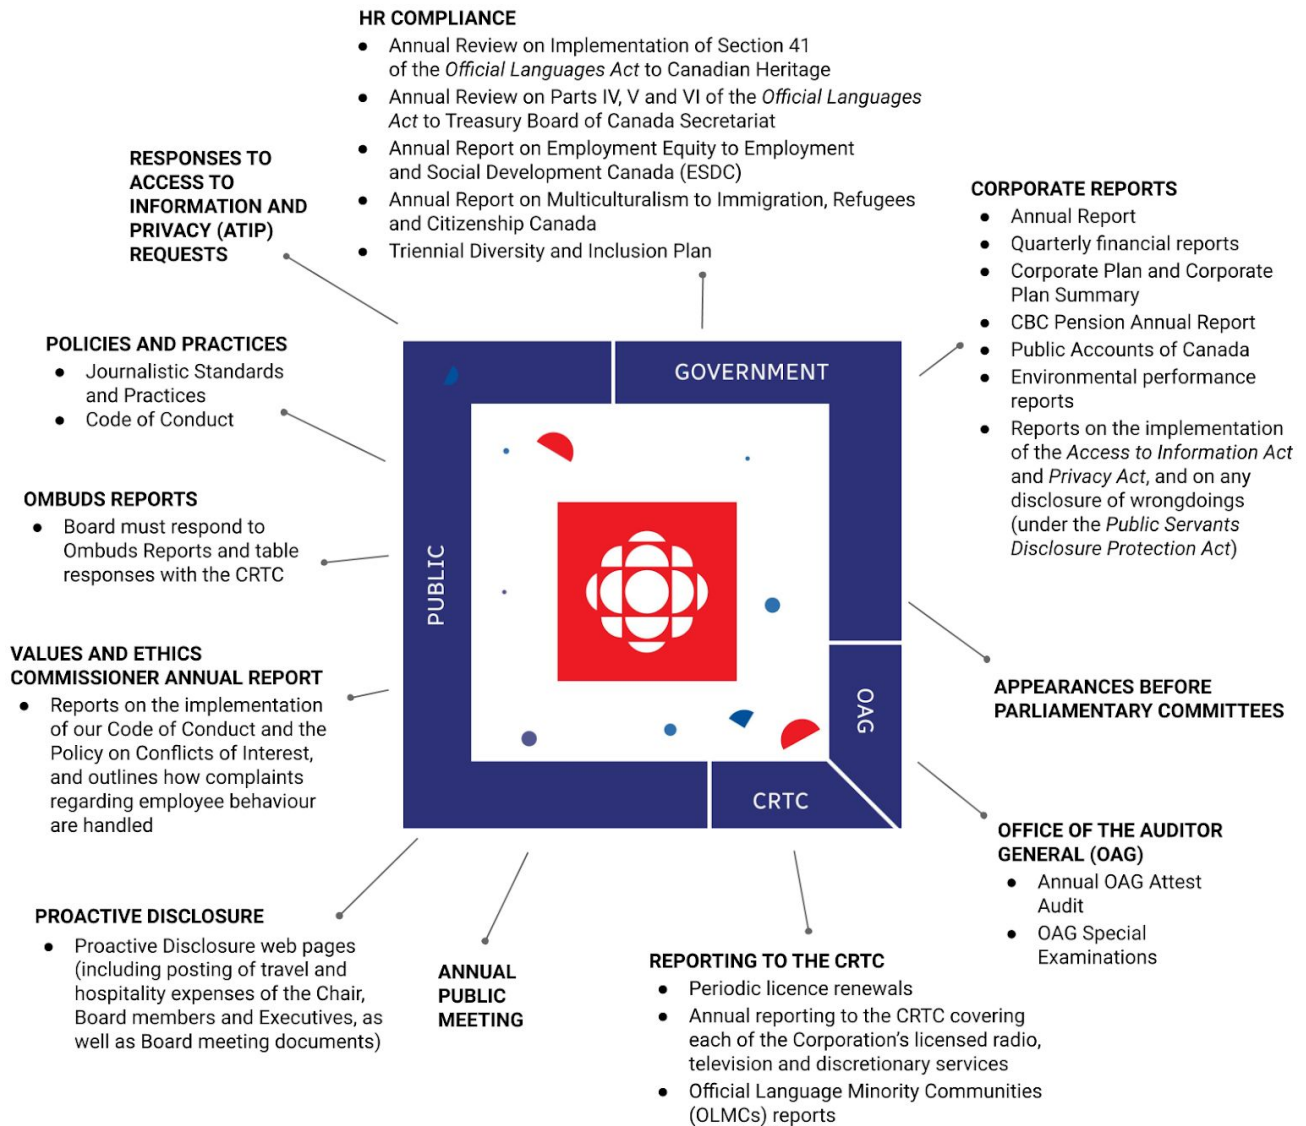 HR COMPLIANCE
● Annual Review on Implementation of Section 41
of the Official Languages Act to Canadian Heritage
● Annual Review on Parts IV, V and VI of the Official Languages
Act to Treasury Board of Canada Secretariat
● Annual Report on Employment Equity to Employment
and Social Development Canada (ESDC)
● Annual Report on Multiculturalism to Immigration, Refugees
and Citizenship Canada
● Triennial Diversity and Inclusion Plan
RESPONSES TO
ACCESS TO
INFORMATION AND
PRIVACY (ATIP)
REQUESTS
CORPORATE REPORTS
● Annual Report
● Quarterly financial reports
● Corporate Plan and Corporate
Plan Summary
● CBC Pension Annual Report
● Public Accounts of Canada
● Environmental performance
reports
● Reports on the implementation
of the Access to Information Act
and Privacy Act, and on any
disclosure of wrongdoings
(under the Public Servants
Disclosure Protection Act)
POLICIES AND PRACTICES
● Journalistic Standards
and Practices
● Code of Conduct
GOVERNMENT
OMBUDS REPORTS
● Board must respond to
Ombuds Reports and table
responses with the CRTC
PUBLIC
VALUES AND ETHICS
COMMISSIONER ANNUAL REPORT
● Reports on the implementation
of our Code of Conduct and the
Policy on Conflicts of Interest,
and outlines how complaints
regarding employee behaviour
are handled
APPEARANCES BEFORE
PARLIAMENTARY COMMITTEES
OAG
CRTC
OFFICE OF THE AUDITOR
GENERAL (OAG)
● Annual OAG Attest
Audit
● OAG Special
Examinations
PROACTIVE DISCLOSURE
● Proactive Disclosure web pages
(including posting of travel and
hospitality expenses of the Chair,
Board members and Executives, as
well as Board meeting documents)
ANNUAL
PUBLIC
MEETING
REPORTING TO THE CRTC
● Periodic licence renewals
● Annual reporting to the CRTC covering
each of the Corporation's licensed radio,
television and discretionary services
● Official Language Minority Communities
(OLMCs) reports